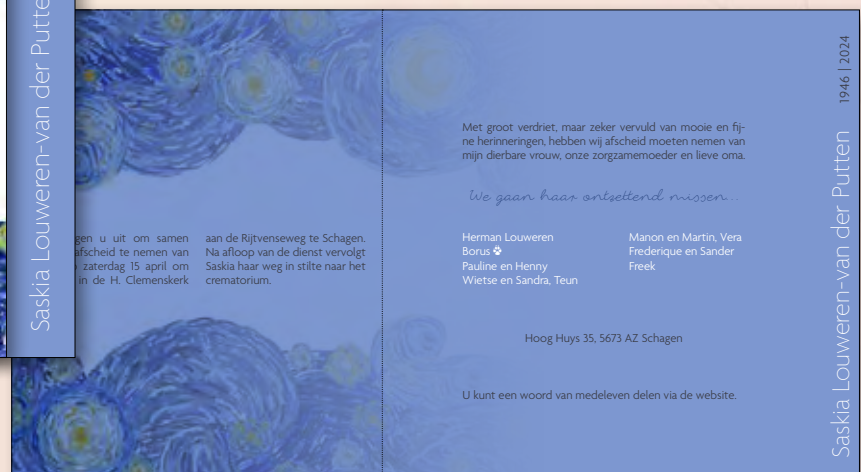 Saskia Louweren-van der Putte
gen u uit om samen
afscheid te nemen van
zaterdag 15 april om
in de H. Clemenskerk
aan de Rijtvenseweg te Schagen.
Na afloop van de dienst vervolgt
Saskia haar weg in stilte naar het
crematorium.
Met groot verdriet, maar zeker vervuld van mooie en fij-
ne herinneringen, hebben wij afscheid moeten nemen van
mijn dierbare vrouw, onze zorgzamemoeder en lieve oma.
We gaan haar ontzettend missen...
Herman Louweren
Borus
Pauline en Henny
Wietse en Sandra, Teun
Manon en Martin, Vera
Frederique en Sander
Freek
Hoog Huys 35, 5673 AZ Schagen
U kunt een woord van medeleven delen via de website.
Saskia Louweren-van der Putten 1946 | 2024